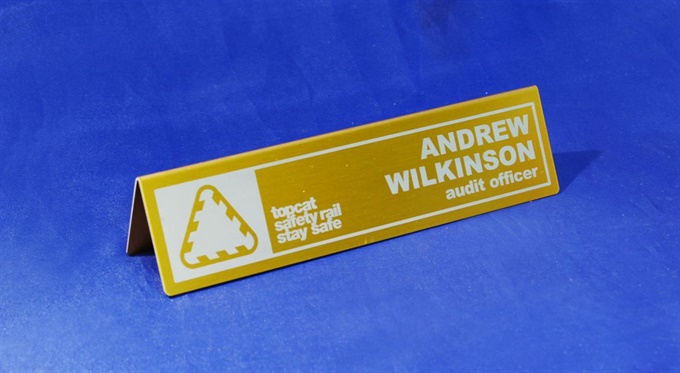 topcat
safety rail
stay safe
ANDREW
WILKINSON
audit officer